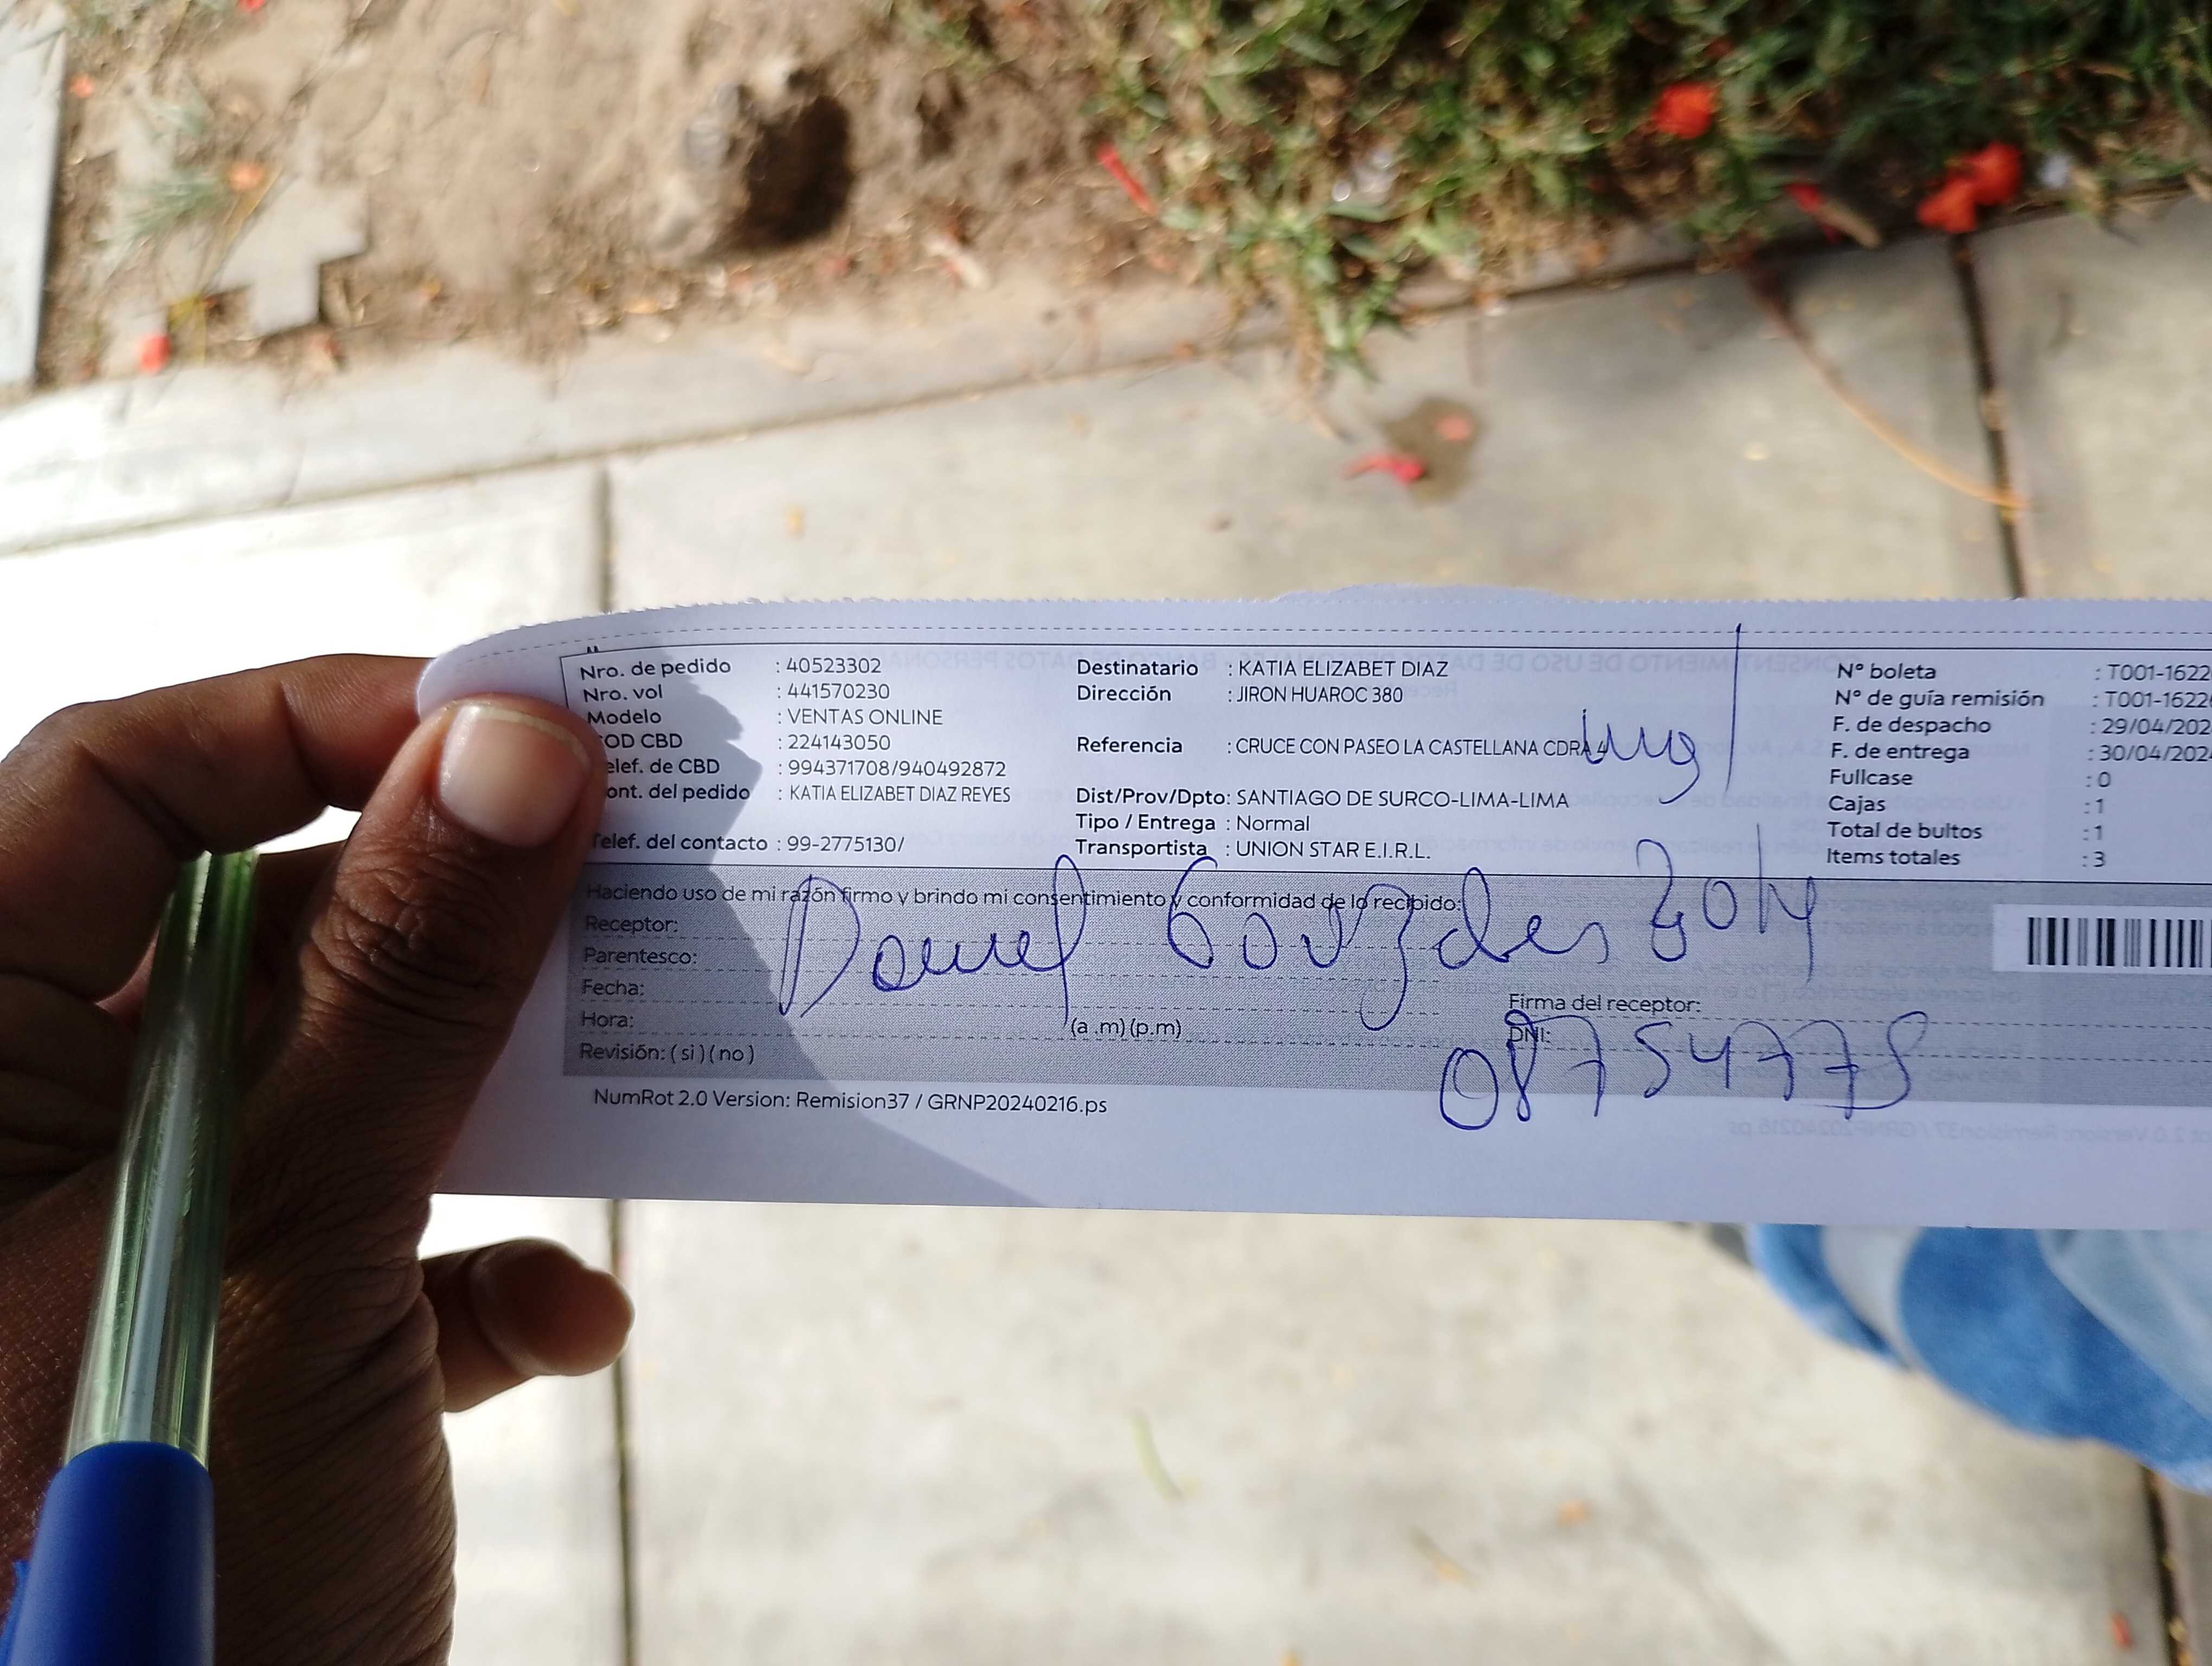 Nro. de pedido : 40523302
Nro. vol : 441570230
Modelo : VENTAS ONLINE
COD CBD : 224143050
Telef. de CBD : 994371708/940492872
Cont. del pedido : KATIA ELIZABET DIAZ REYES
Telef. del contacto : 99-2775130/
Destinatario : KATIA ELIZABET DIAZ
Dirección : JIRON HUAROC 380
Referencia : CRUCE CON PASEO LA CASTELLANA CDRA 4
Dist/Prov/Dpto: SANTIAGO DE SURCO-LIMA-LIMA
Tipo / Entrega : Normal
Transportista : UNION STAR E.I.R.L.
N° boleta : T001-1622
N° de guía remisión : T001-1622
F. de despacho : 29/04/202
F. de entrega : 30/04/202
Fullcase : 0
Cajas : 1
Total de bultos : 1
Items totales : 3
Haciendo uso de mi razón firmo y brindo mi consentimiento y conformidad de lo recibido:
Receptor:
Parentesco:
Daniel Gonzales
Fecha:
Hora: (a .m) (p.m)
Revisión: ( si ) ( no )
Firma del receptor:
DNI: 08754775
NumRot 2.0 Version: Remision37 / GRNP20240216.ps